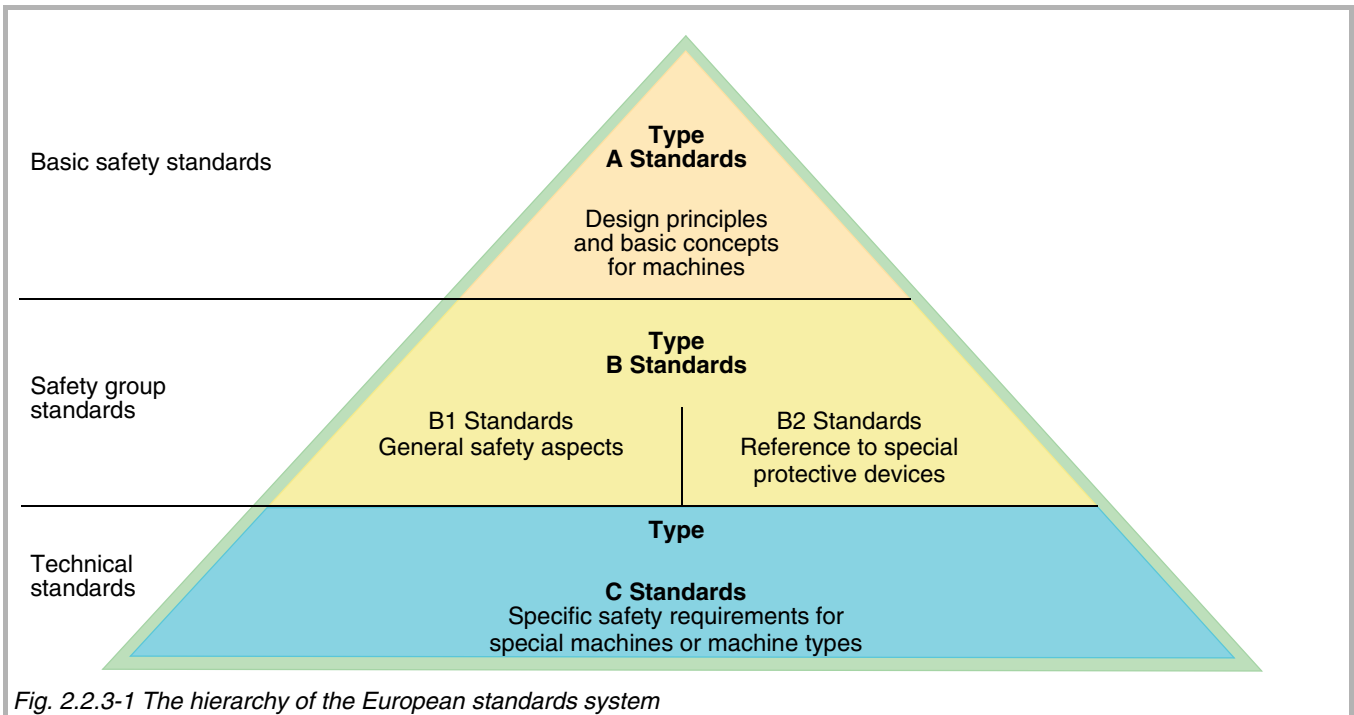 Basic safety standards
Type
A Standards
Design principles
and basic concepts
for machines
Safety group
standards
Type
B Standards
B1 Standards
General safety aspects
B2 Standards
Reference to special
protective devices
Technical
standards
Type
C Standards
Specific safety requirements for
special machines or machine types
Fig. 2.2.3-1 The hierarchy of the European standards system